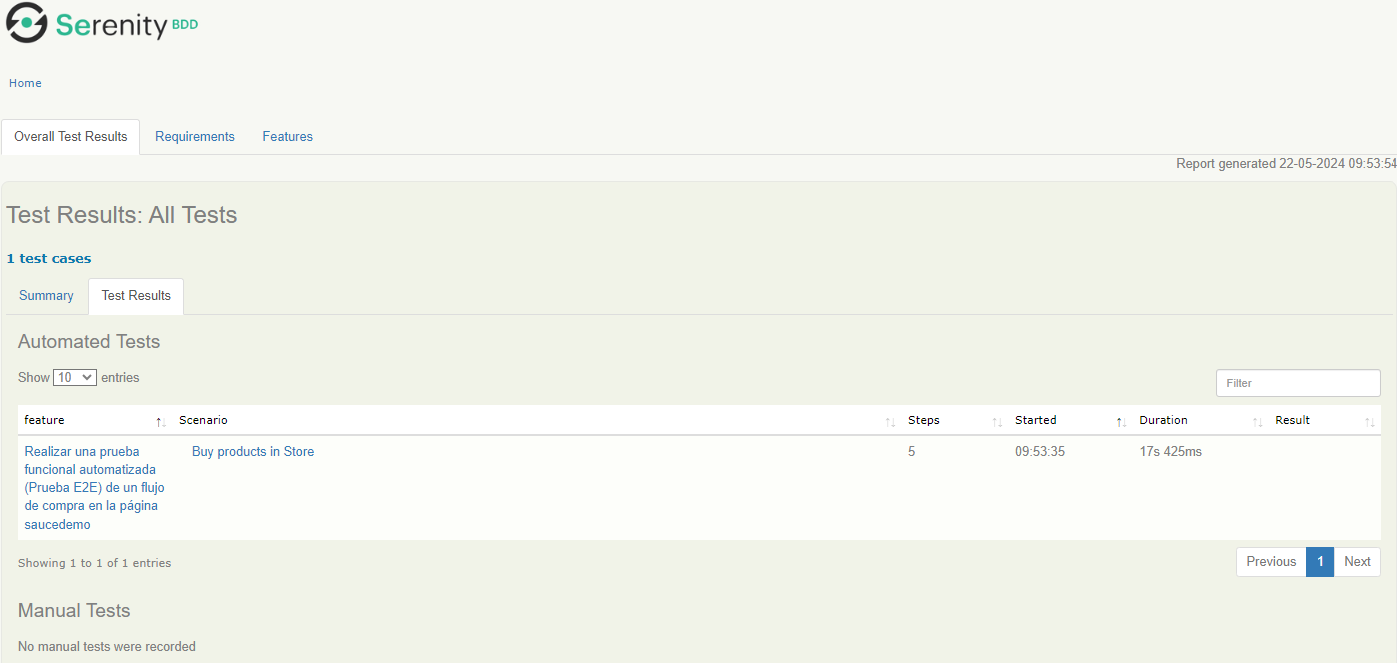 Serenity BDD
Home
Overall Test Results Requirements Features
Report generated 22-05-2024 09:53:54
Test Results: All Tests
1 test cases
Summary Test Results
Automated Tests
Show 10 entries
Filter
feature Scenario Steps Started Duration Result
Realizar una prueba Buy products in Store 5 09:53:35 17s 425ms
funcional automatizada
(Prueba E2E) de un flujo
de compra en la página
saucedemo
Showing 1 to 1 of 1 entries
Previous 1 Next
Manual Tests
No manual tests were recorded